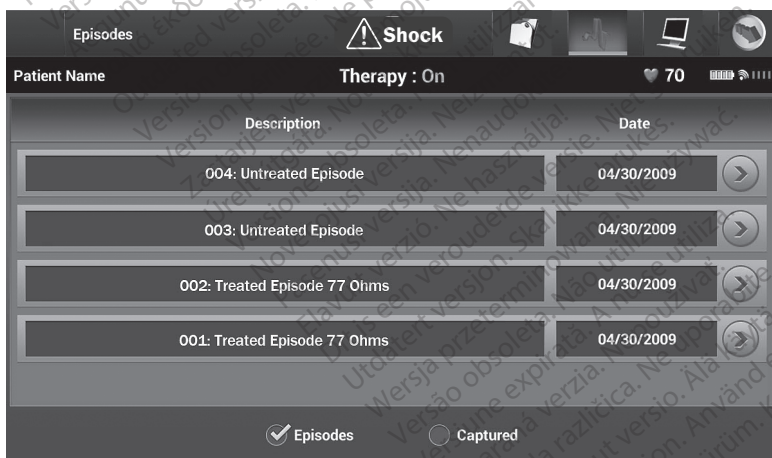 Episodes
Shock
Patient Name
Therapy : On
70
Description
Date
004: Untreated Episode
04/30/2009
003: Untreated Episode
04/30/2009
002: Treated Episode 77 Ohms
04/30/2009
001: Treated Episode 77 Ohms
04/30/2009
Episodes
Captured